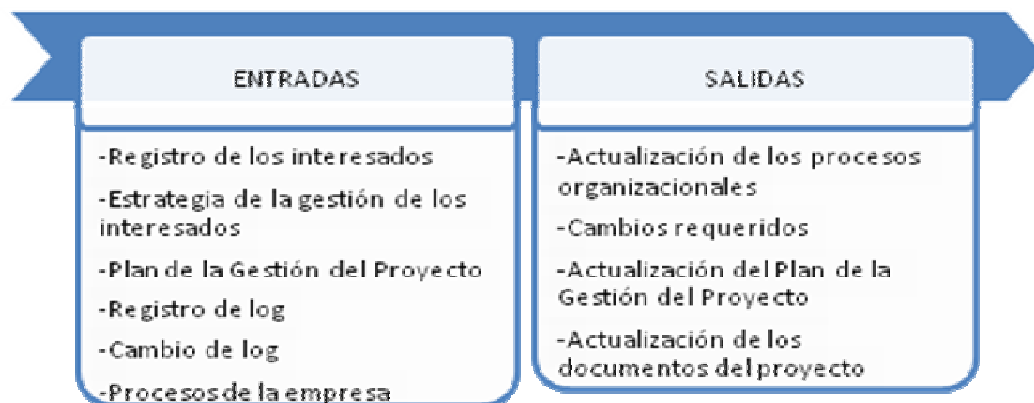 ENTRADAS
-Registro de los interesados
-Estrategia de la gestión de los
interesados
-Plan de la Gestión del Proyecto
-Registro de log
-Cambio de log
-Procesos de la empresa
SALIDAS
-Actualización de los procesos
organizacionales
-Cambios requeridos
-Actualización del Plan de la
Gestión del Proyecto
-Actualización de los
documentos del proyecto